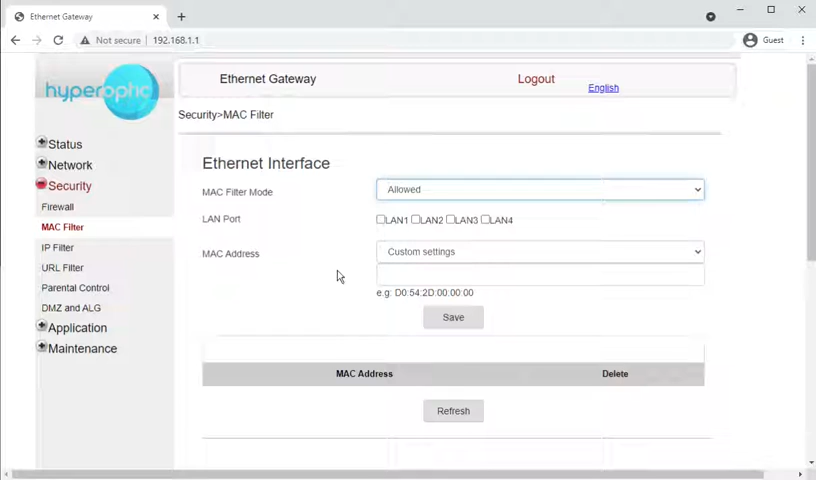 Ethernet Gateway
Not secure
192.168.1.1
Guest
hyperoptic
Ethernet Gateway
Logout
English
Security>MAC Filter
Status
Network
Security
Firewall
MAC Filter
IP Filter
URL Filter
Parental Control
DMZ and ALG
Application
Maintenance
Ethernet Interface
MAC Filter Mode
Allowed
LAN Port
LAN1 LAN2 LAN3 LAN4
MAC Address
Custom settings
e.g: D0:54:2D:00:00:00
Save
MAC Address Delete
Refresh